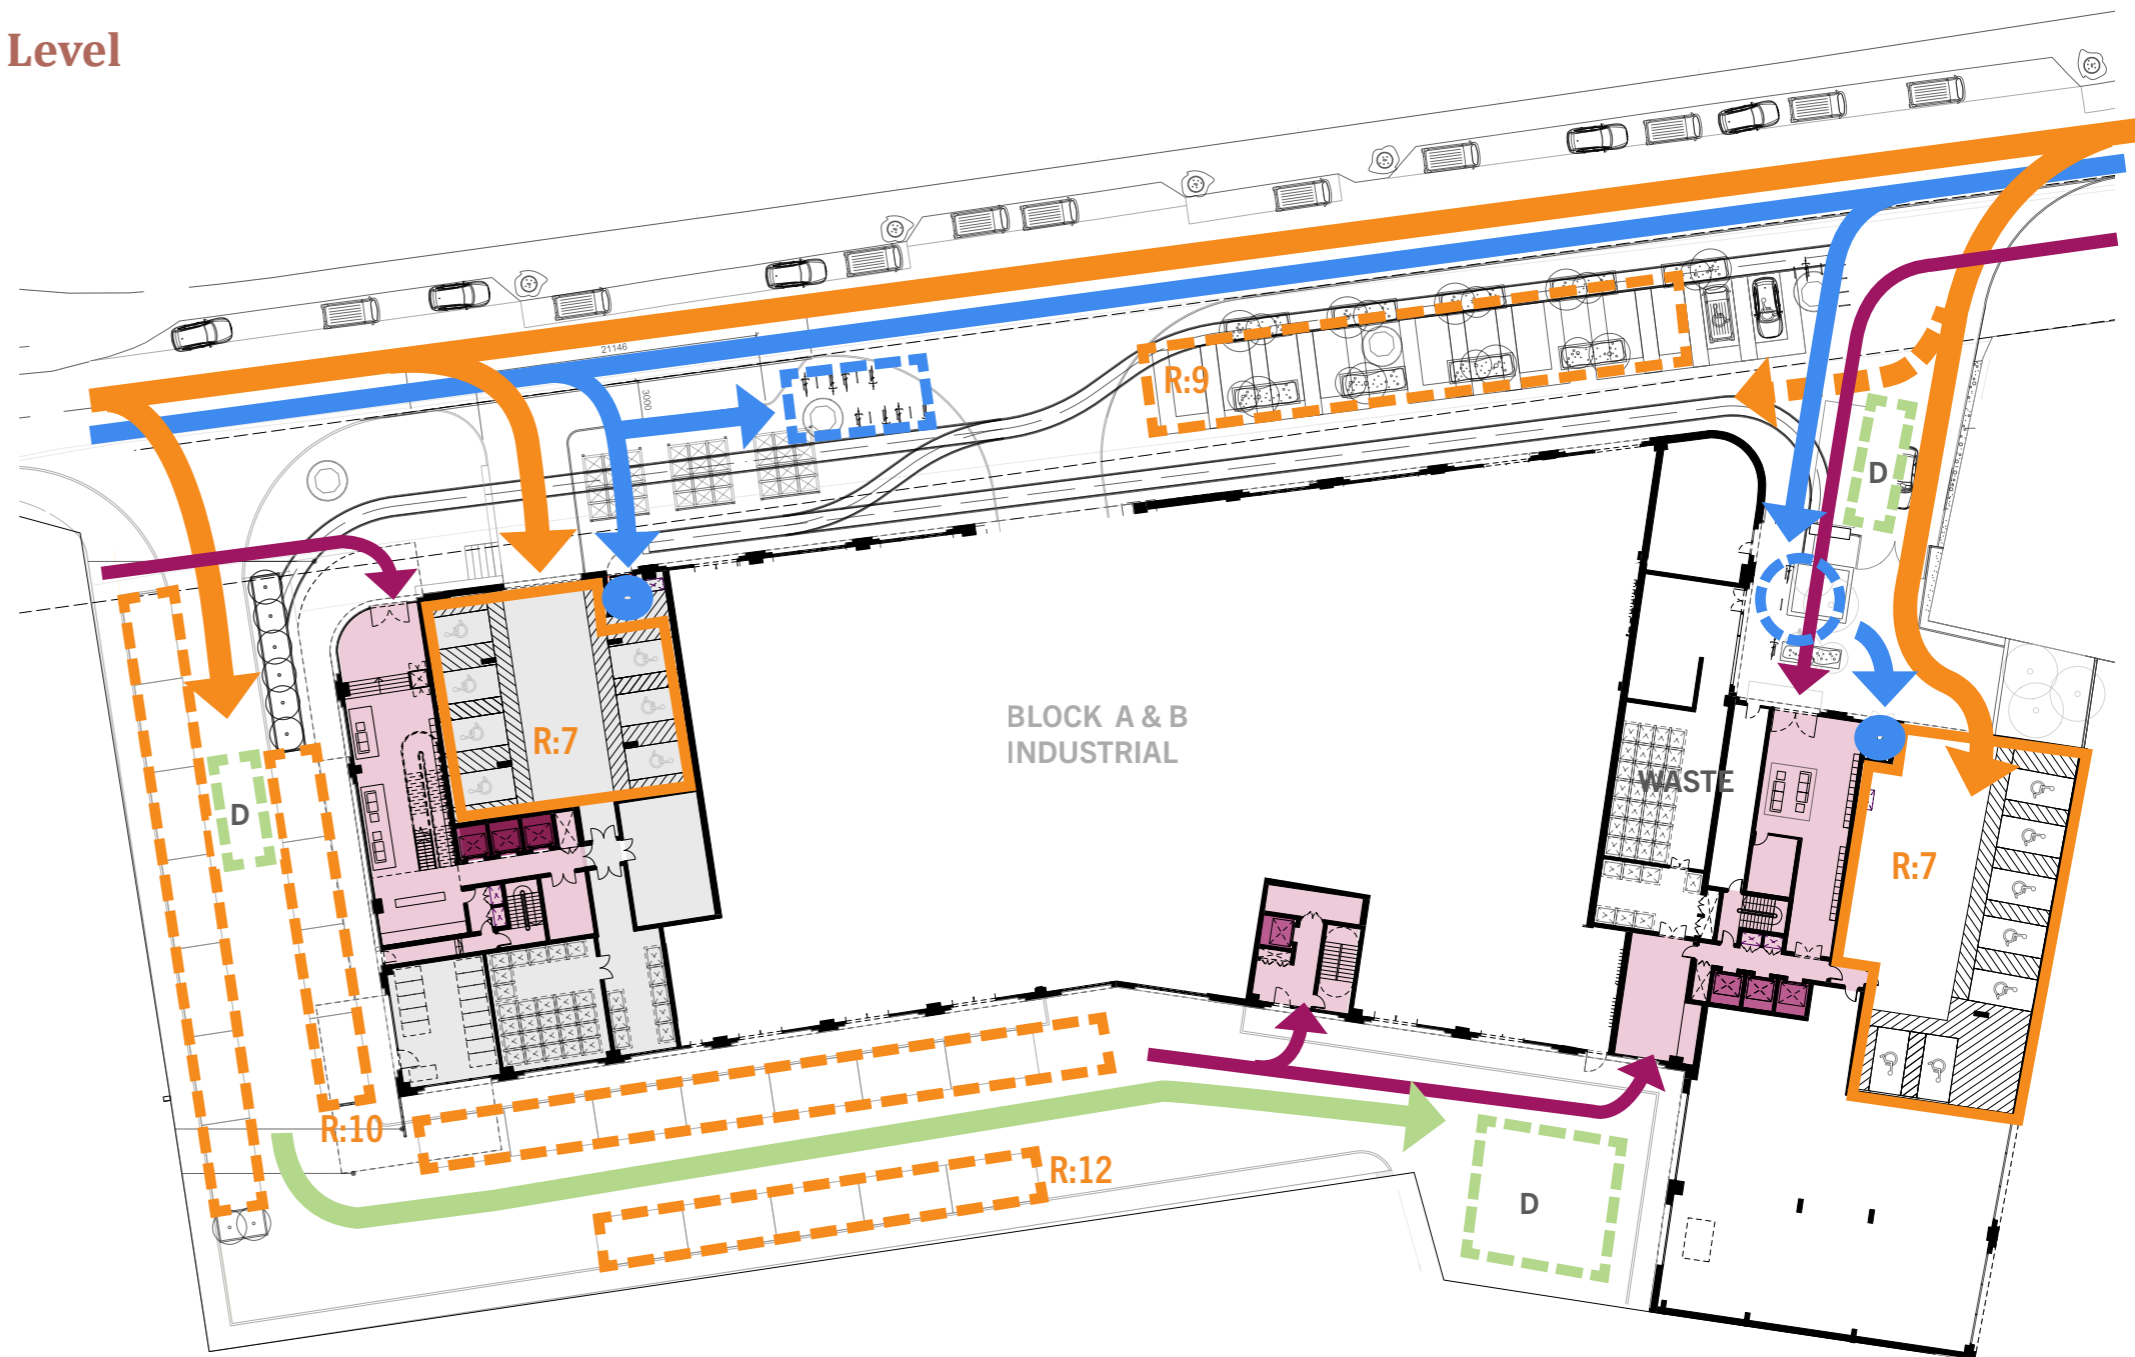 Level
21146
3000
R:9
D
R:7
BLOCK A & B
INDUSTRIAL
WASTE
D
R:7
R:10
R:12
D